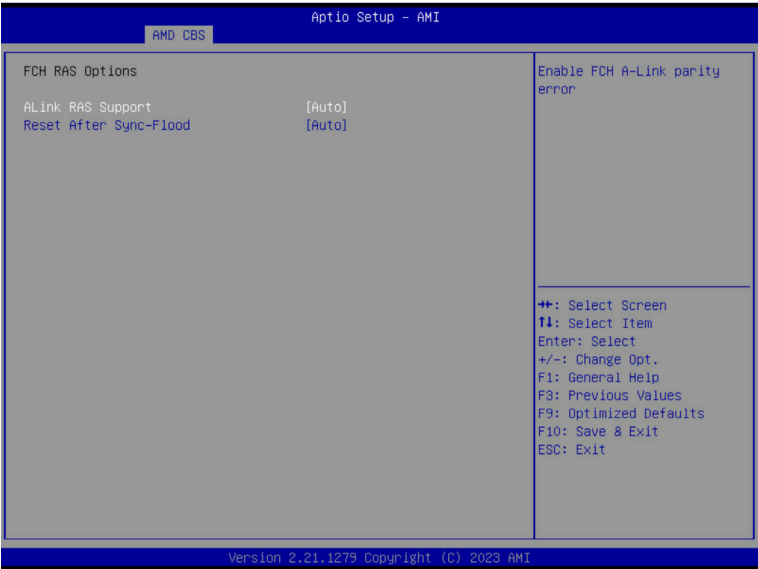 Aptio Setup – AMI
AMD CBS
FCH RAS Options
ALink RAS Support [Auto]
Reset After Sync-Flood [Auto]
Enable FCH A-Link parity
error
→←: Select Screen
↑↓: Select Item
Enter: Select
+/-: Change Opt.
F1: General Help
F3: Previous Values
F9: Optimized Defaults
F10: Save & Exit
ESC: Exit
Version 2.21.1279 Copyright (C) 2023 AMI